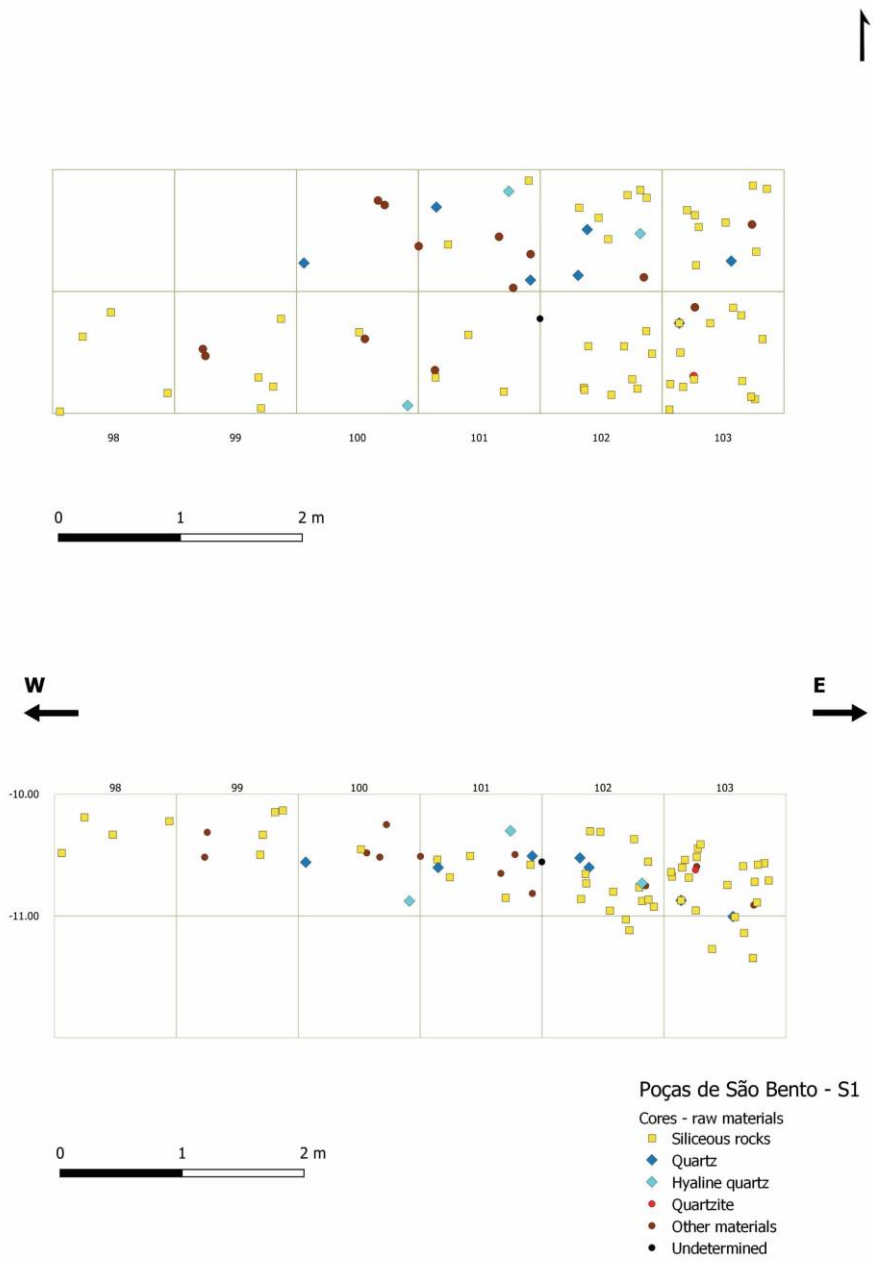 98 99 100 101 102 103
0 1 2 m
W E
98 99 100 101 102 103
-10.00
-11.00
Poças de São Bento - S1
Cores - raw materials
Siliceous rocks
Quartz
0 1 2 m
Hyaline quartz
Quartzite
Other materials
Undetermined